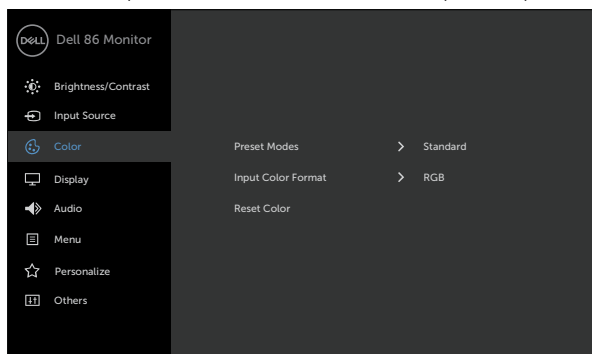 DELL Dell 86 Monitor
Brightness/Contrast
Input Source
Color
Preset Modes > Standard
Display
Input Color Format > RGB
Audio
Reset Color
Menu
Personalize
Others